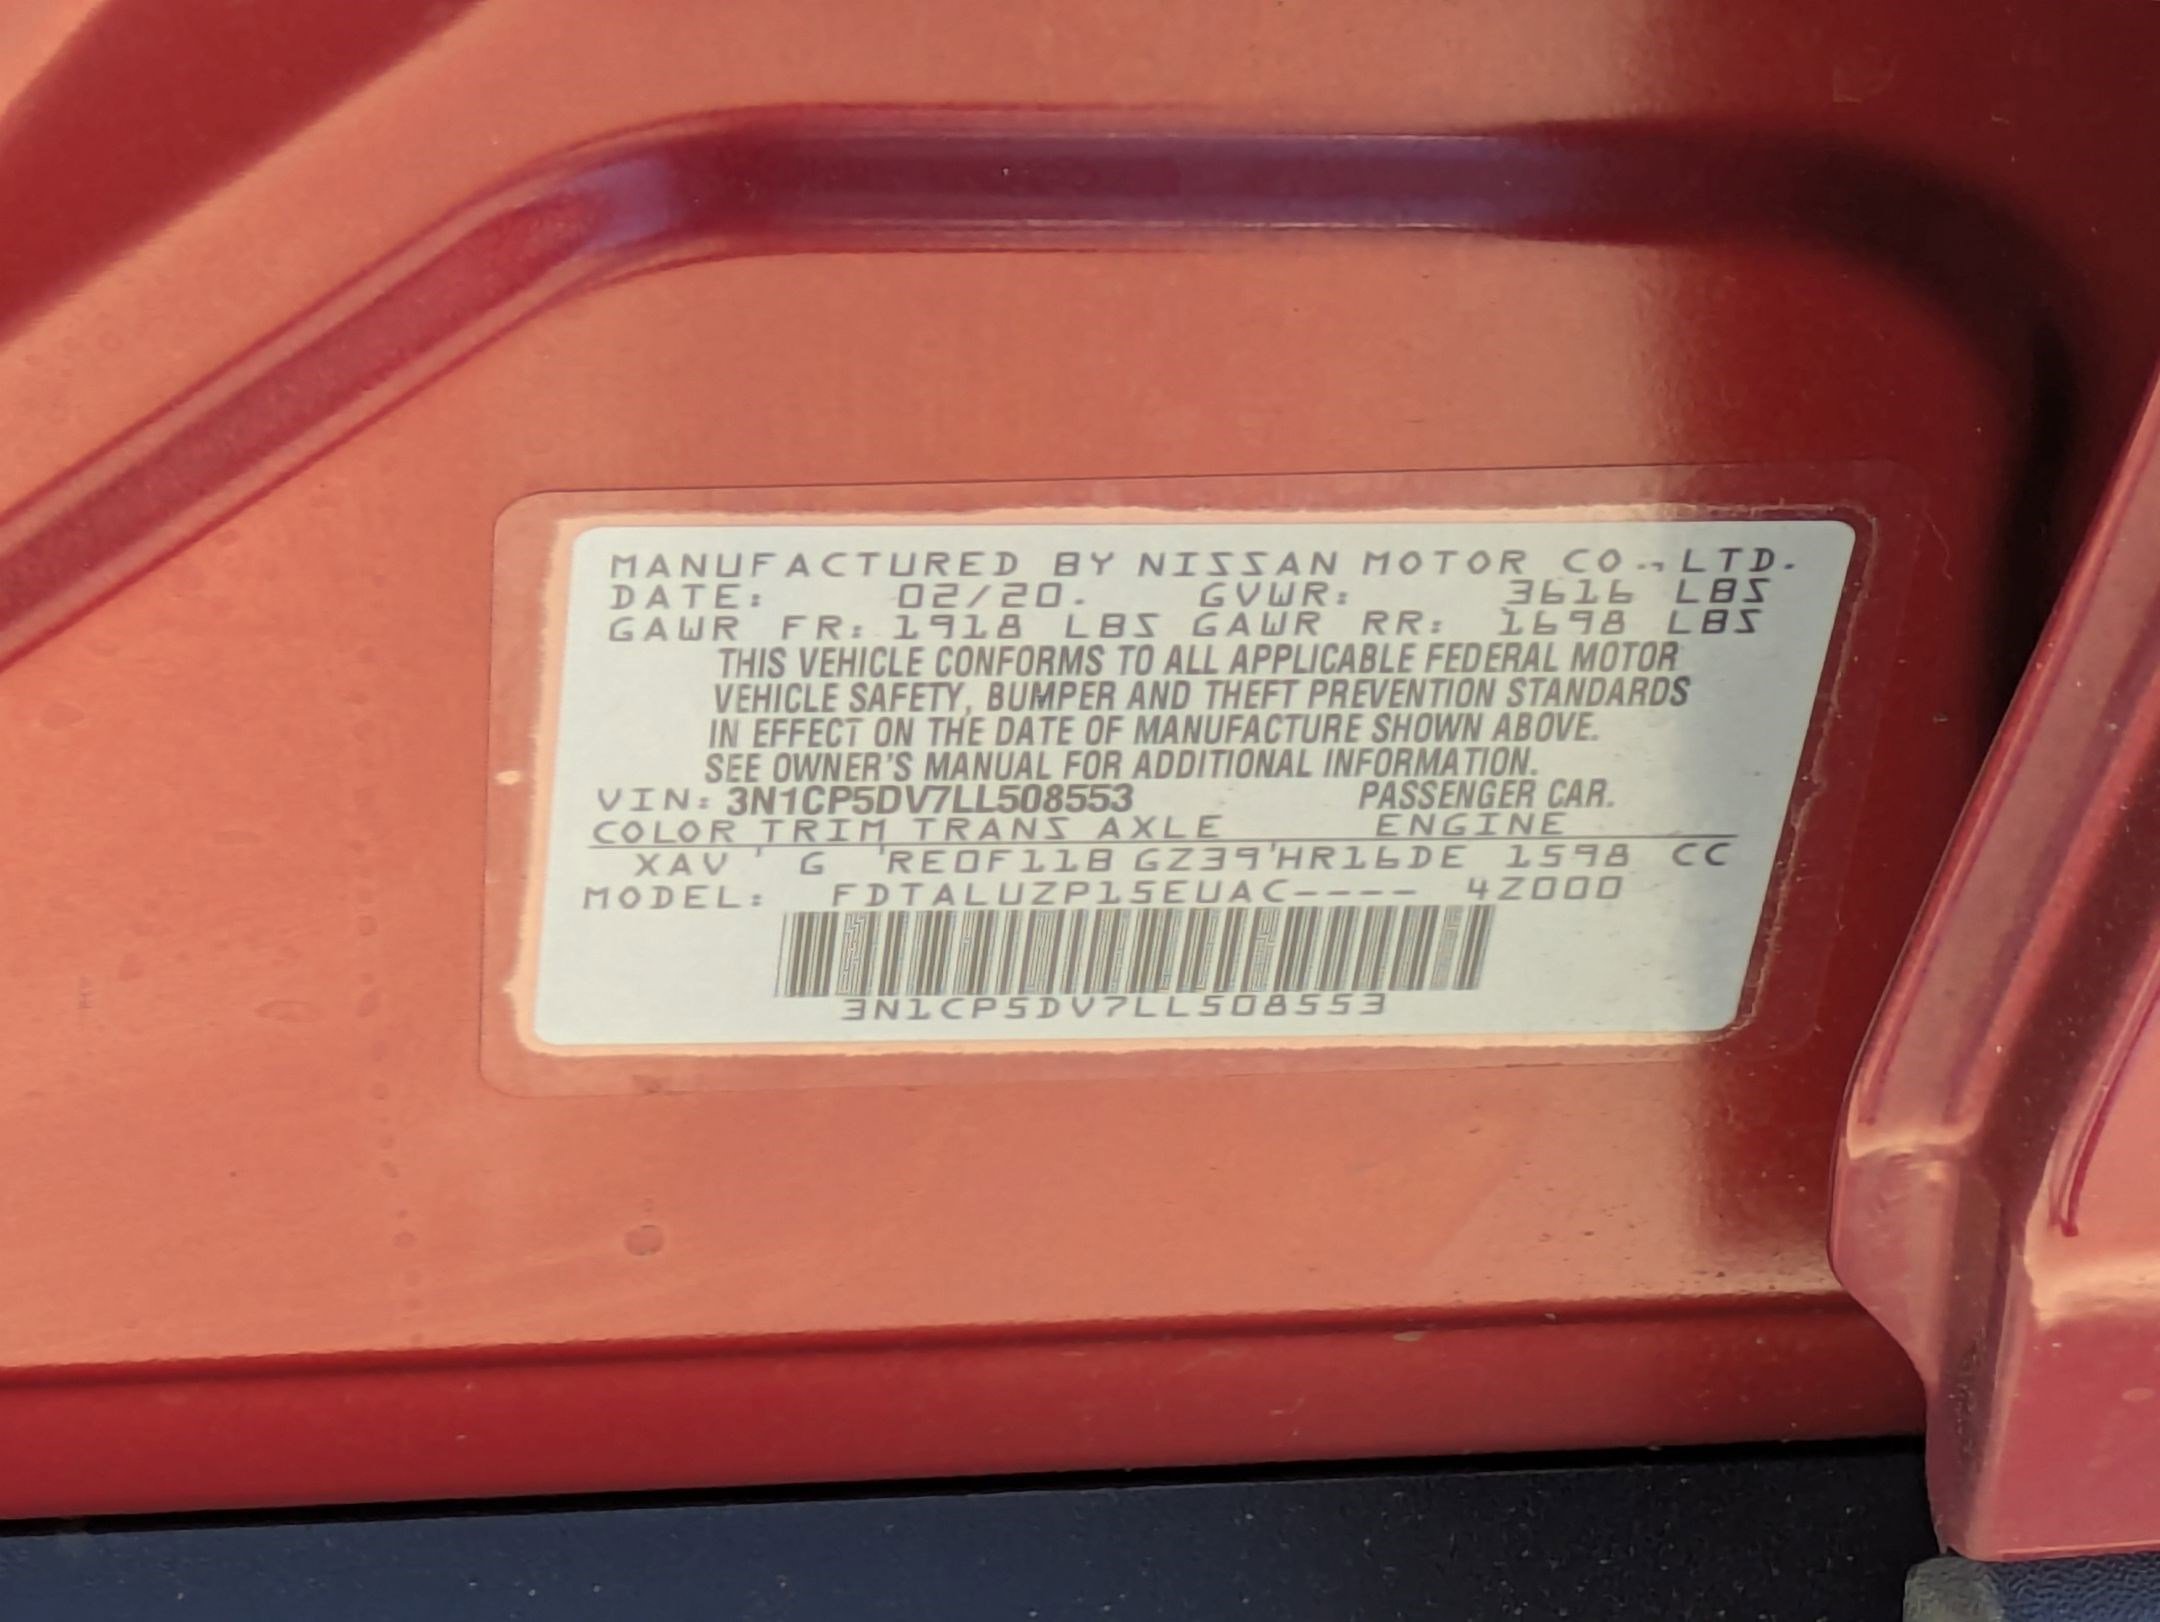 MANUFACTURED BY NISSAN MOTOR CO., LTD.
DATE: 02/20. GVWR: 3616 LBS
GAWR FR: 1918 LBS GAWR RR: 1698 LBS
THIS VEHICLE CONFORMS TO ALL APPLICABLE FEDERAL MOTOR
VEHICLE SAFETY, BUMPER AND THEFT PREVENTION STANDARDS
IN EFFECT ON THE DATE OF MANUFACTURE SHOWN ABOVE.
SEE OWNER'S MANUAL FOR ADDITIONAL INFORMATION.
VIN: 3N1CP5DV7LL508553 PASSENGER CAR.
COLOR TRIM TRANS AXLE ENGINE
XAV ' G 'RE0F11B GZ39'HR16DE 1598 CC
MODEL: FDTALUZP15EUAC---- 4Z000
3N1CP5DV7LL508553